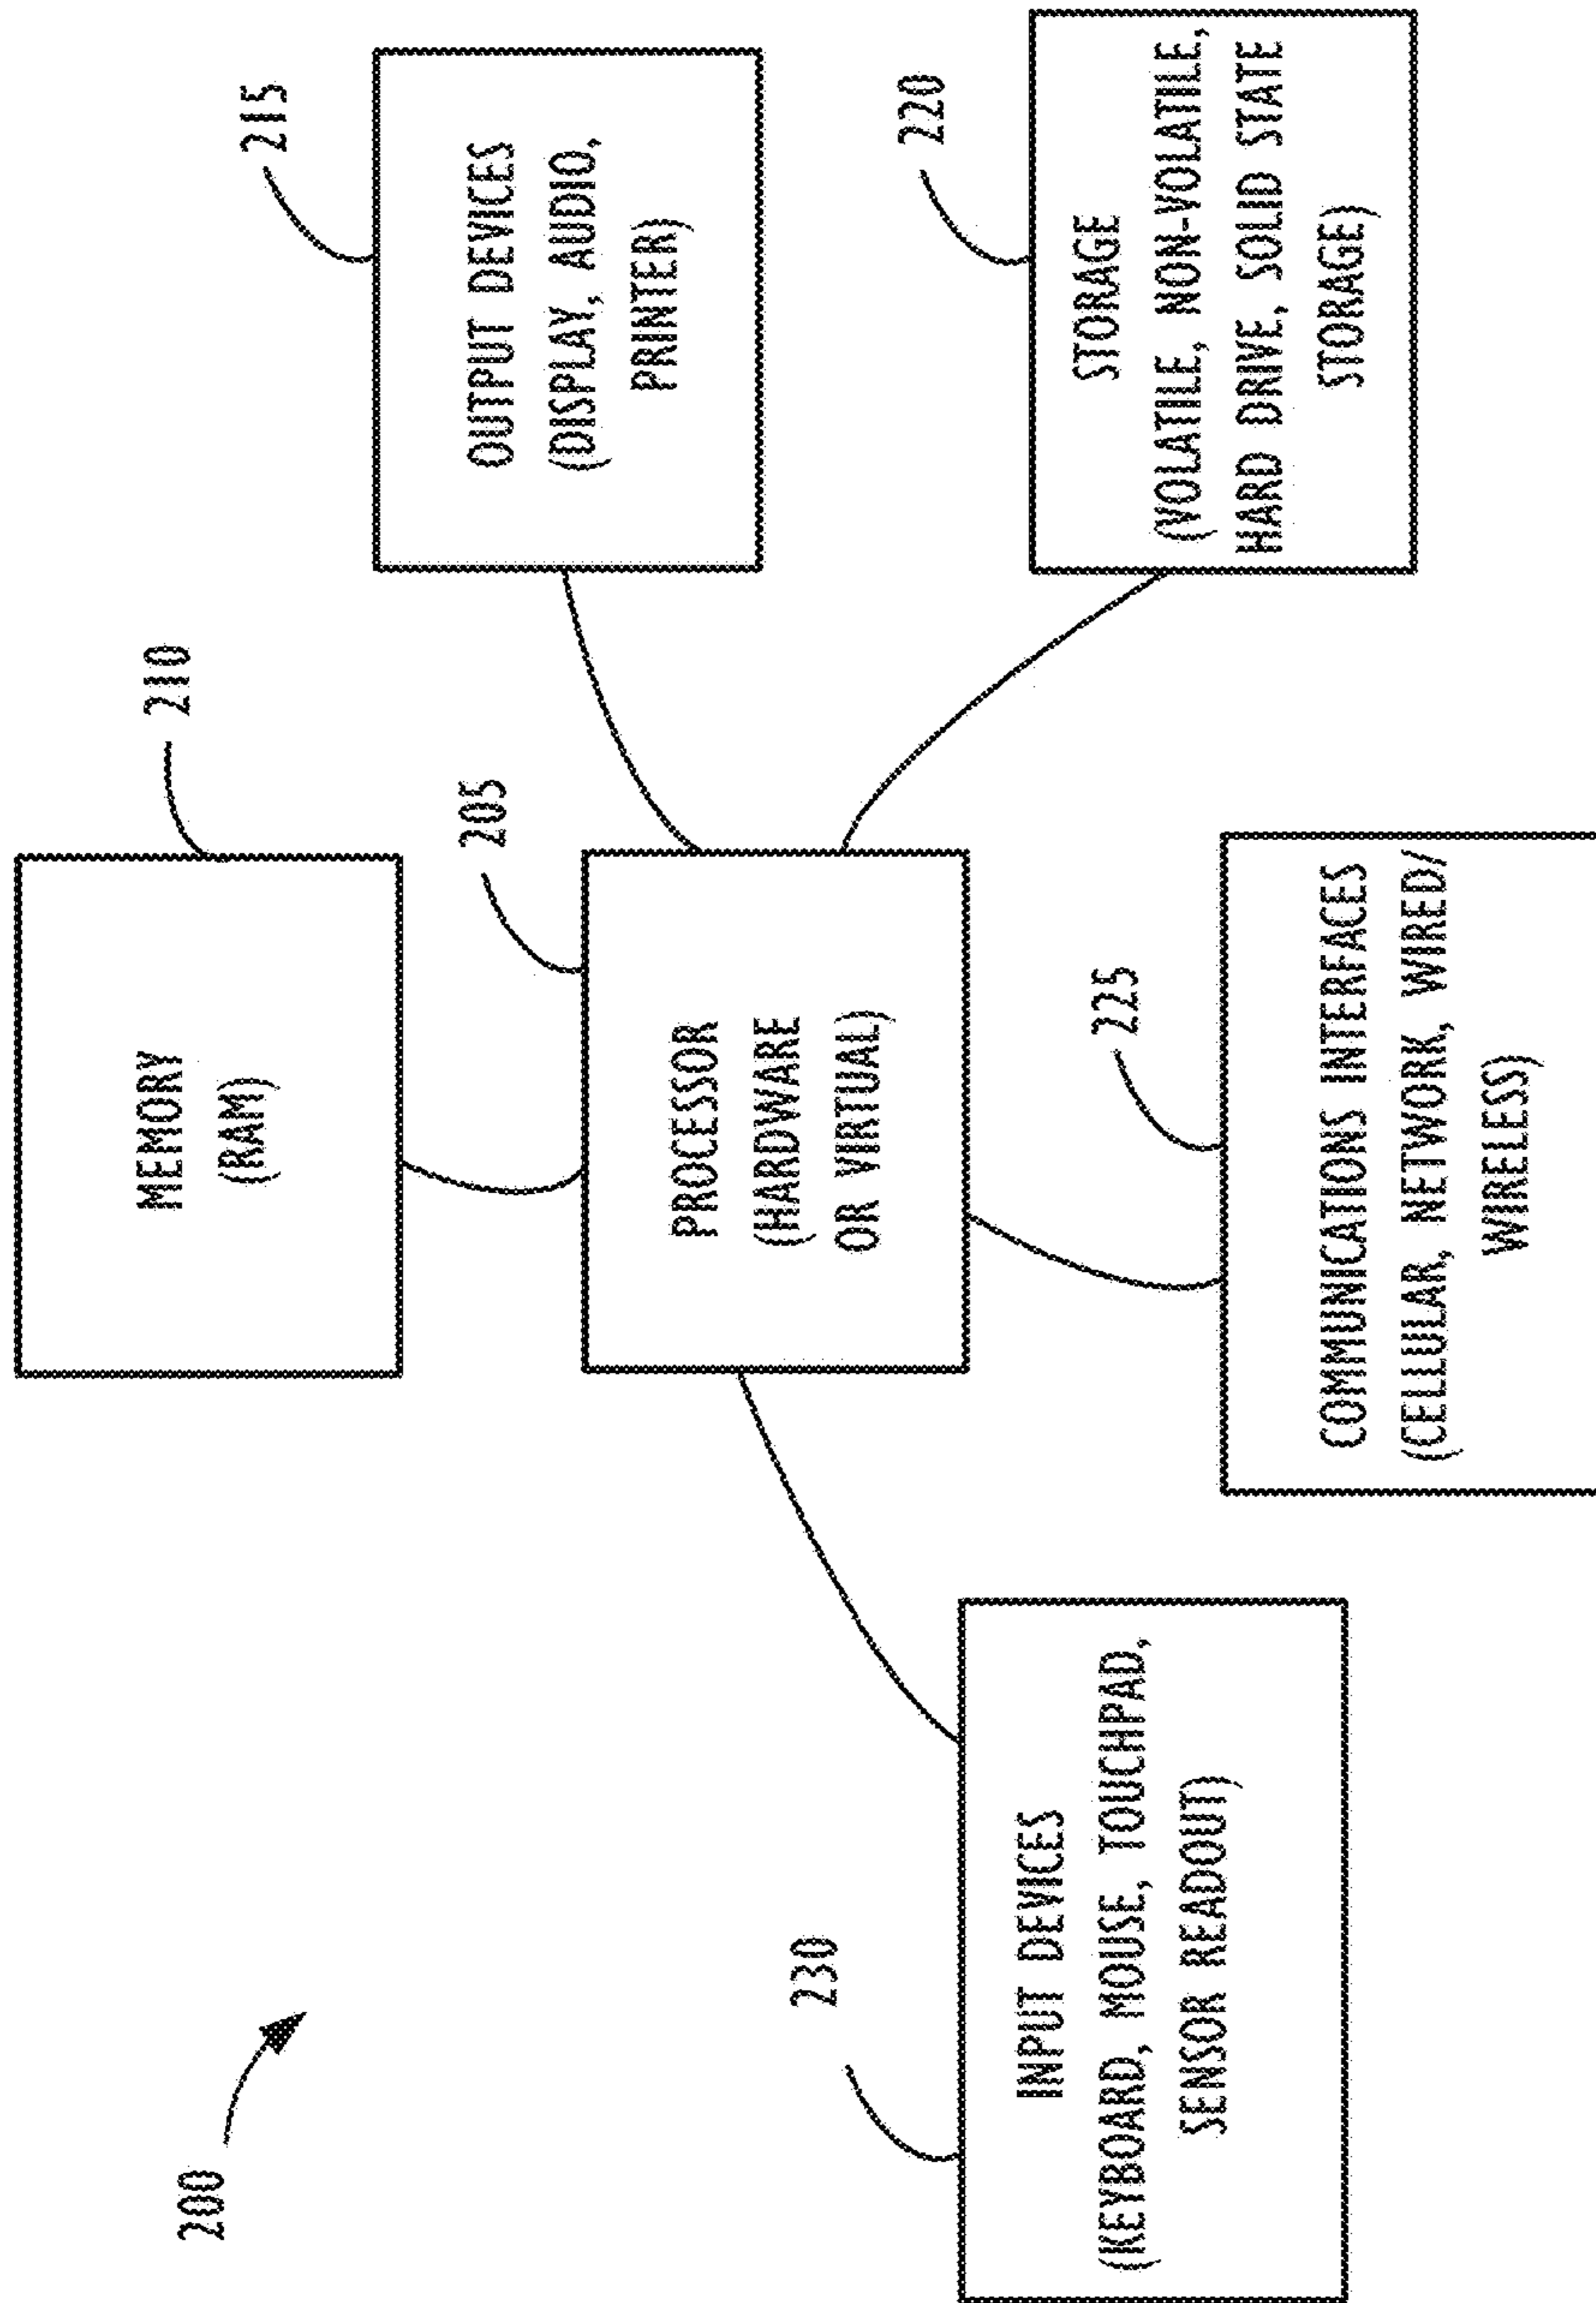 200
210
MEMORY
(RAM)
215
OUTPUT DEVICES
(DISPLAY, AUDIO,
PRINTER)
205
PROCESSOR
(HARDWARE
OR VIRTUAL)
220
STORAGE
(VOLATILE, NON-VOLATILE,
HARD DRIVE, SOLID STATE
STORAGE)
230
INPUT DEVICES
(KEYBOARD, MOUSE, TOUCHPAD,
SENSOR READOUT)
225
COMMUNICATIONS INTERFACES
(CELLULAR, NETWORK, WIRED/
WIRELESS)